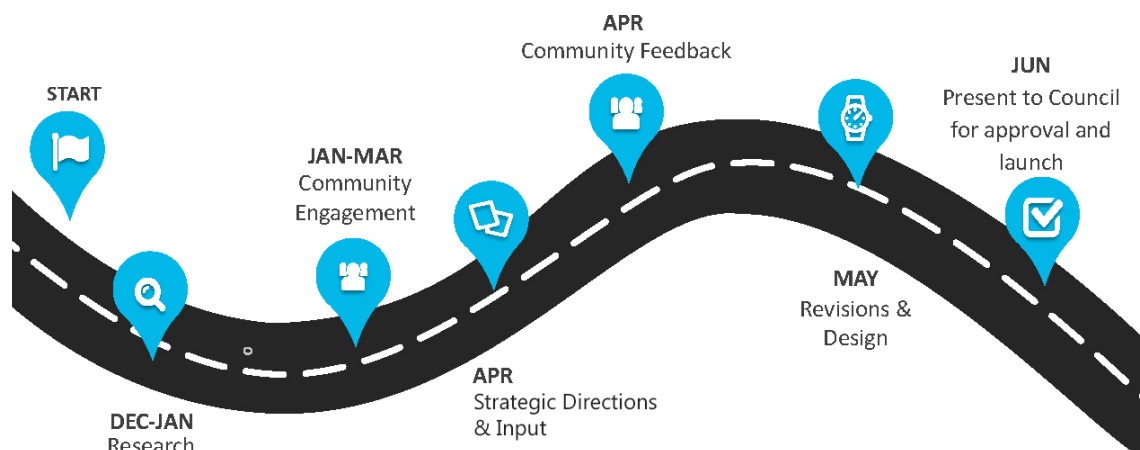 START
DEC-JAN
Research
JAN-MAR
Community
Engagement
APR
Strategic Directions
& Input
APR
Community Feedback
MAY
Revisions &
Design
JUN
Present to Council
for approval and
launch